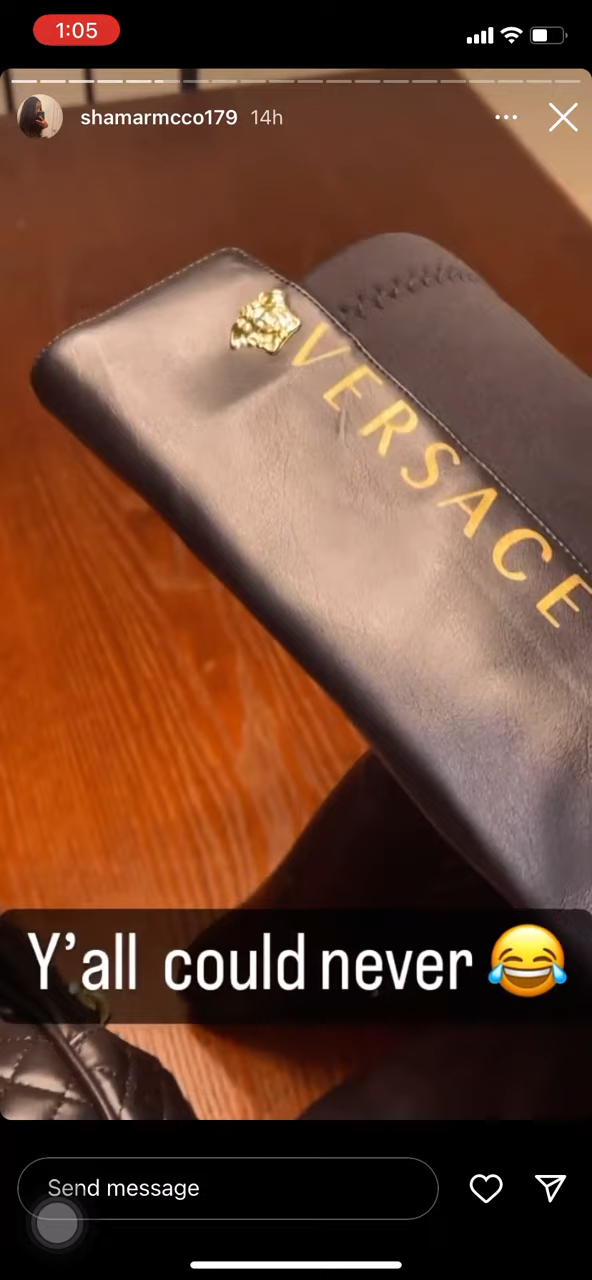 1:05
shamarmcco179 14h
VERSACE
Y'all could never 😂
Send message